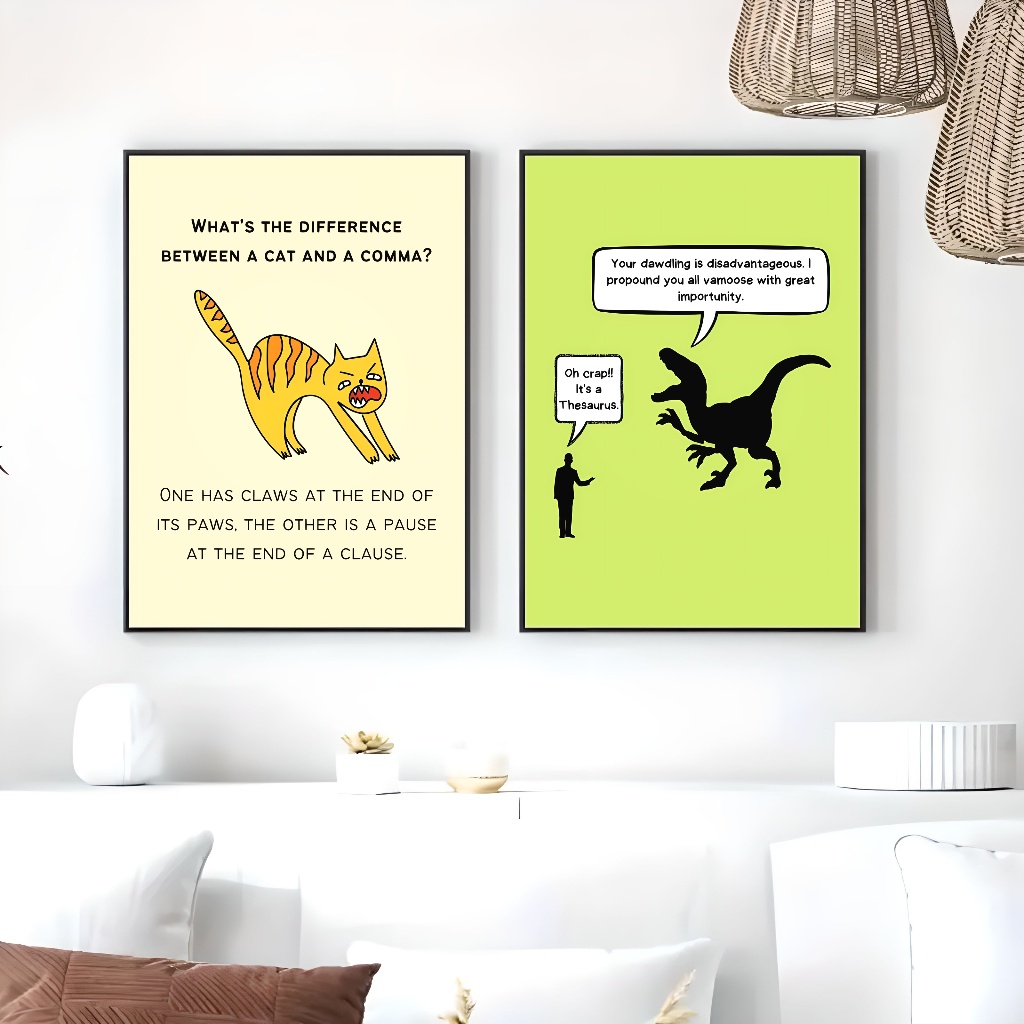 WHAT'S THE DIFFERENCE
BETWEEN A CAT AND A COMMA?
ONE HAS CLAWS AT THE END OF
ITS PAWS, THE OTHER IS A PAUSE
AT THE END OF A CLAUSE.
Your dawdling is disadvantageous. I
propound you all vamoose with great
importunity.
Oh crap!!
It's a
Thesaurus.